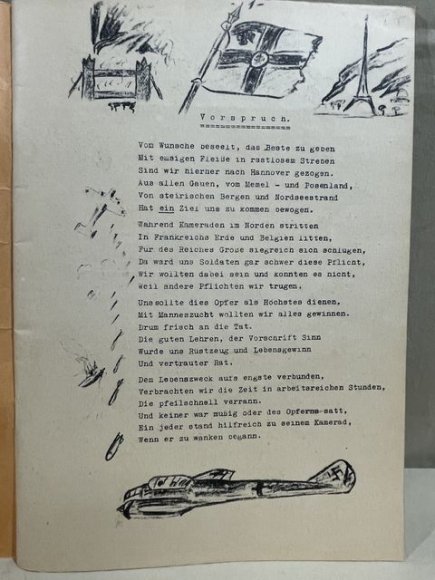 Vorspruch.
Vom Wunsche beseelt, das Beste zu geben
Mit emsigen Fleiße in rastlosem Streben
Sind wir hierher nach Hannover gezogen.
Aus allen Gauen, vom Memel - und Posenland,
Von steirischen Bergen und Nordseestrand
Hat ein Ziel uns zu kommen bewogen.
Während Kameraden im Norden stritten
In Frankreichs Erde und Belgien litten,
Für des Reiches Größe siegreich sich schlugen,
Da ward uns Soldaten gar schwer diese Pflicht,
Wir wollten dabei sein und konnten es nicht,
Weil andere Pflichten wir trugen.
Uns sollte dies Opfer als Höchstes dienen,
Mit Manneszucht wollten wir alles gewinnen.
Drum frisch an die Tat.
Die guten Lehren, der Vorschrift Sinn
Wurde uns Rüstzeug und Lebensgewinn
Und vertrauter Rat.
Dem Lebenszweck aufs engste verbunden,
Verbrachten wir die Zeit in arbeitsreichen Stunden,
Die pfeilschnell verrann.
Und keiner war müßig oder des Opferns satt,
Ein jeder stand hilfreich zu seinem Kamerad,
Wenn er zu wanken begann.